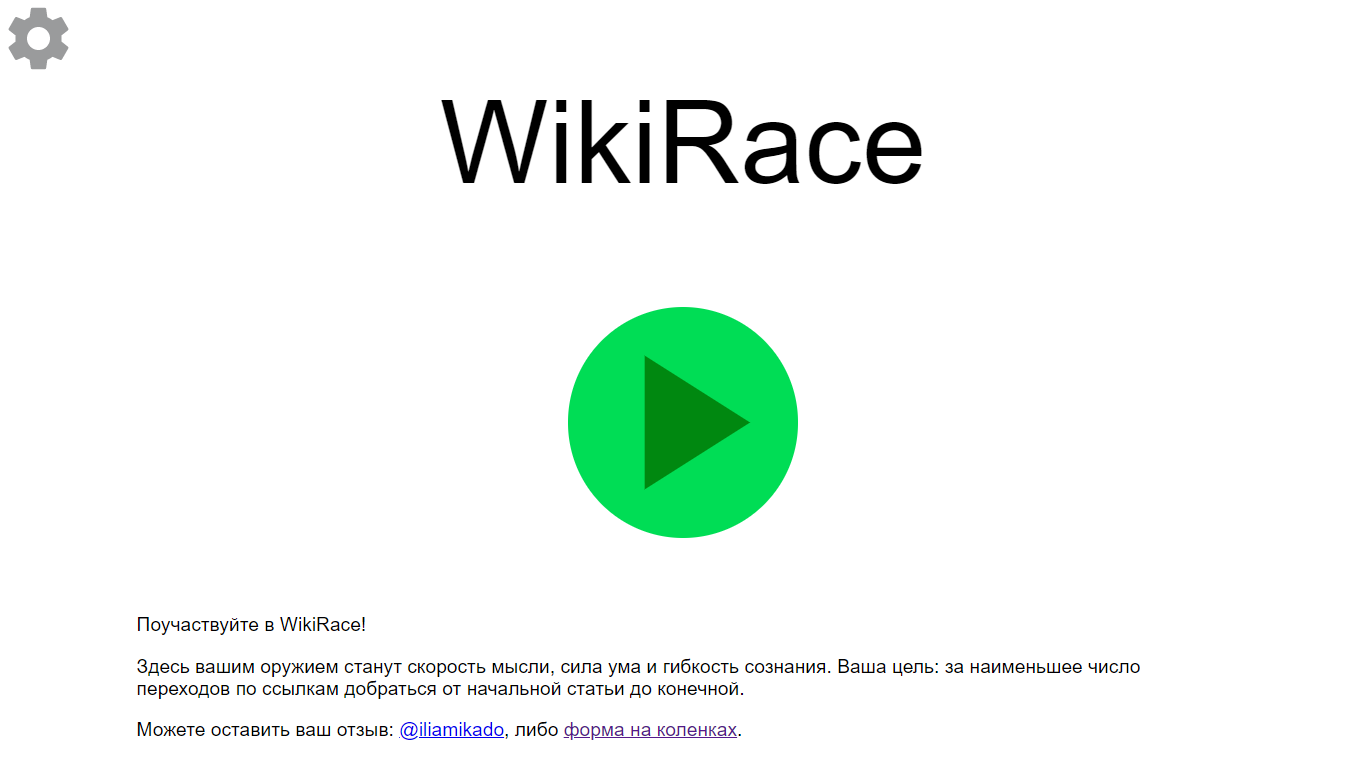 WikiRace
Поучаствуйте в WikiRace!
Здесь вашим оружием станут скорость мысли, сила ума и гибкость сознания. Ваша цель: за наименьшее число
переходов по ссылкам добраться от начальной статьи до конечной.
Можете оставить ваш отзыв: @iliamikado, либо форма на коленках.